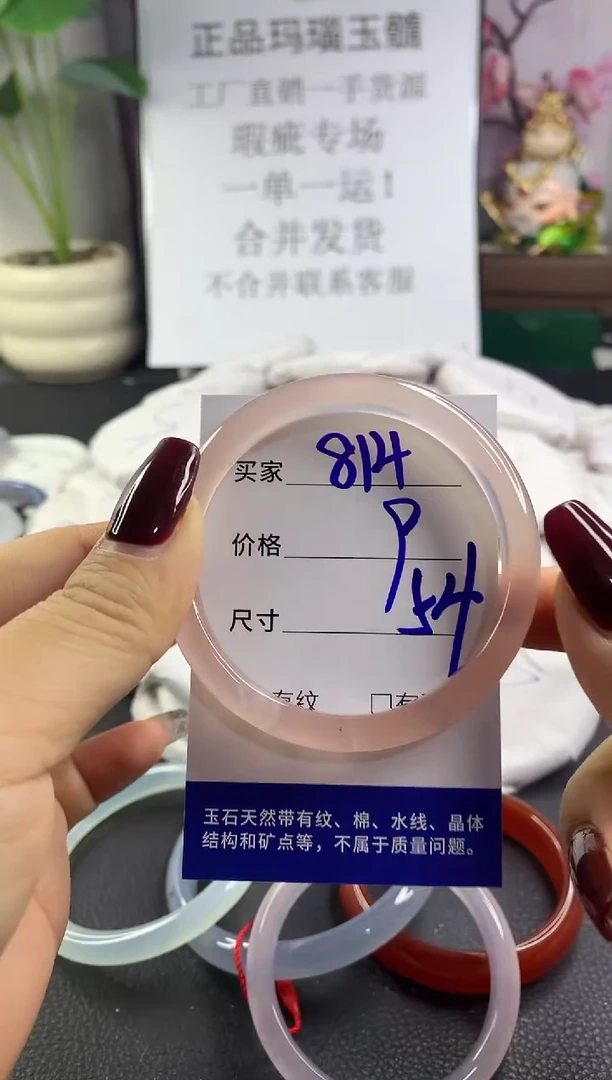 正品玛瑙玉髓
工厂直销一手货源
瑕疵专场
一单一运!
合并发货
不合并联系客服
买家 814
价格 P
尺寸 54
有纹 □有
玉石天然带有纹、棉、水线、晶体
结构和矿点等，不属于质量问题。